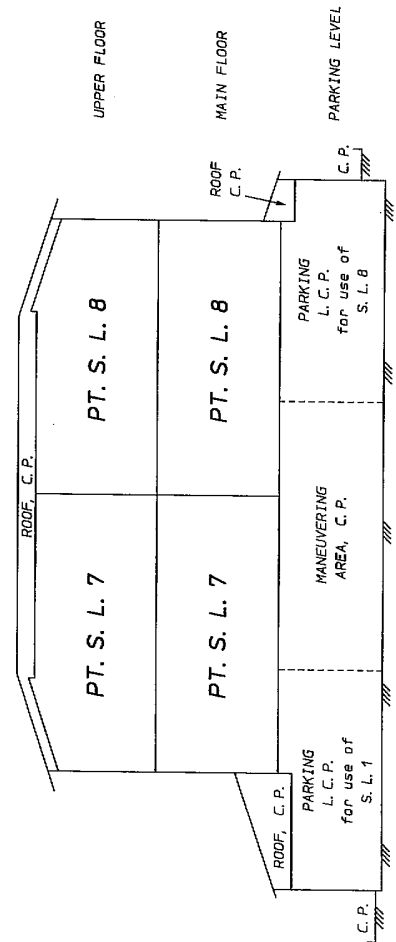 UPPER FLOOR
MAIN FLOOR
PARKING LEVEL
ROOF, C. P.
PT. S. L. 7
PT. S. L. 8
PT. S. L. 7
PT. S. L. 8
ROOF, C. P.
ROOF
C. P.
PARKING
L. C. P.
for use of
S. L. 1
MANEUVERING
AREA, C. P.
PARKING
L. C. P.
for use of
S. L. 8
C. P.
C. P.